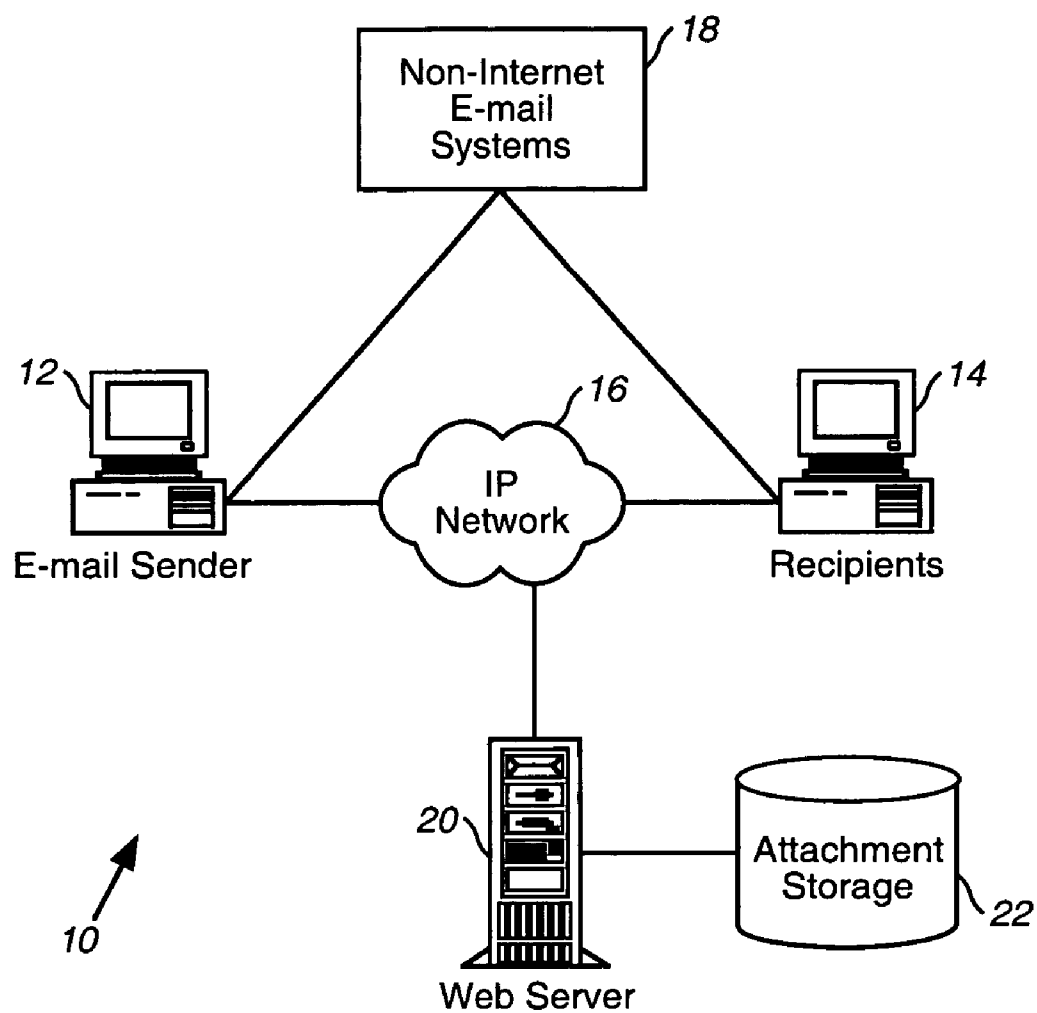 18
Non-Internet
E-mail
Systems
12
16
14
IP
Network
E-mail Sender
Recipients
20
Attachment
Storage
22
10
Web Server